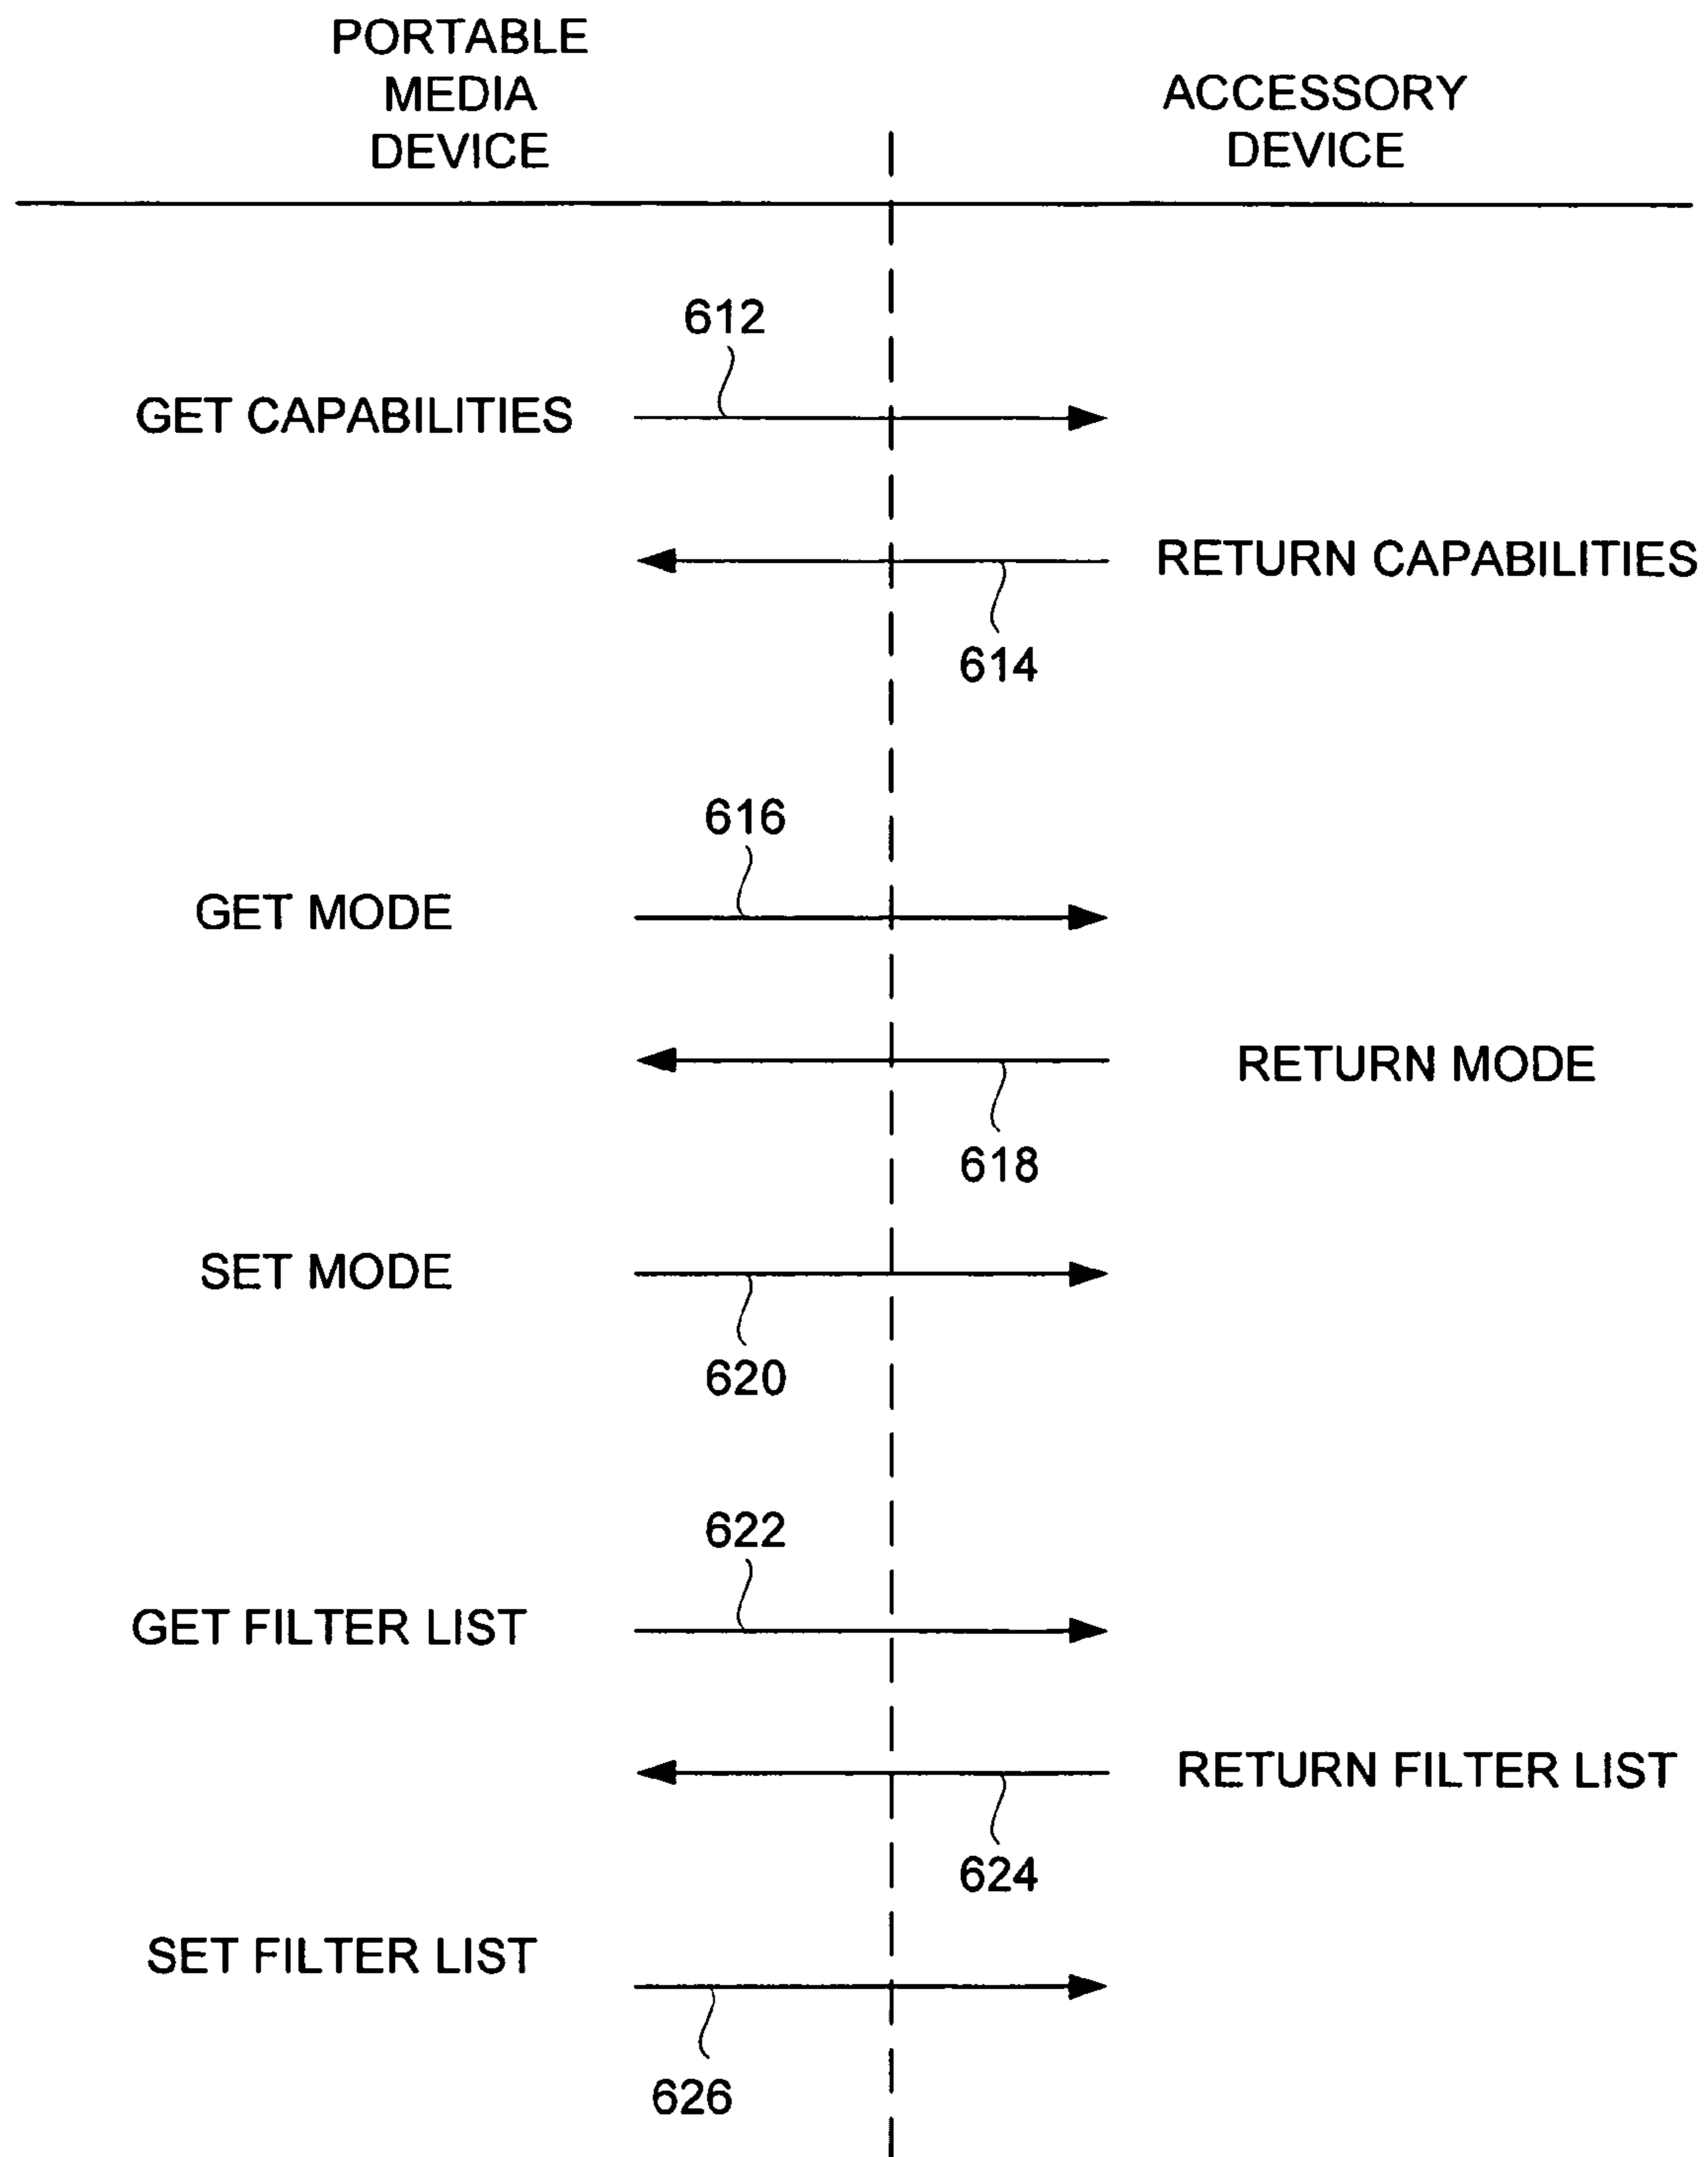 PORTABLE
MEDIA
DEVICE
ACCESSORY
DEVICE
612
GET CAPABILITIES
RETURN CAPABILITIES
614
616
GET MODE
RETURN MODE
618
SET MODE
620
622
GET FILTER LIST
RETURN FILTER LIST
624
SET FILTER LIST
626